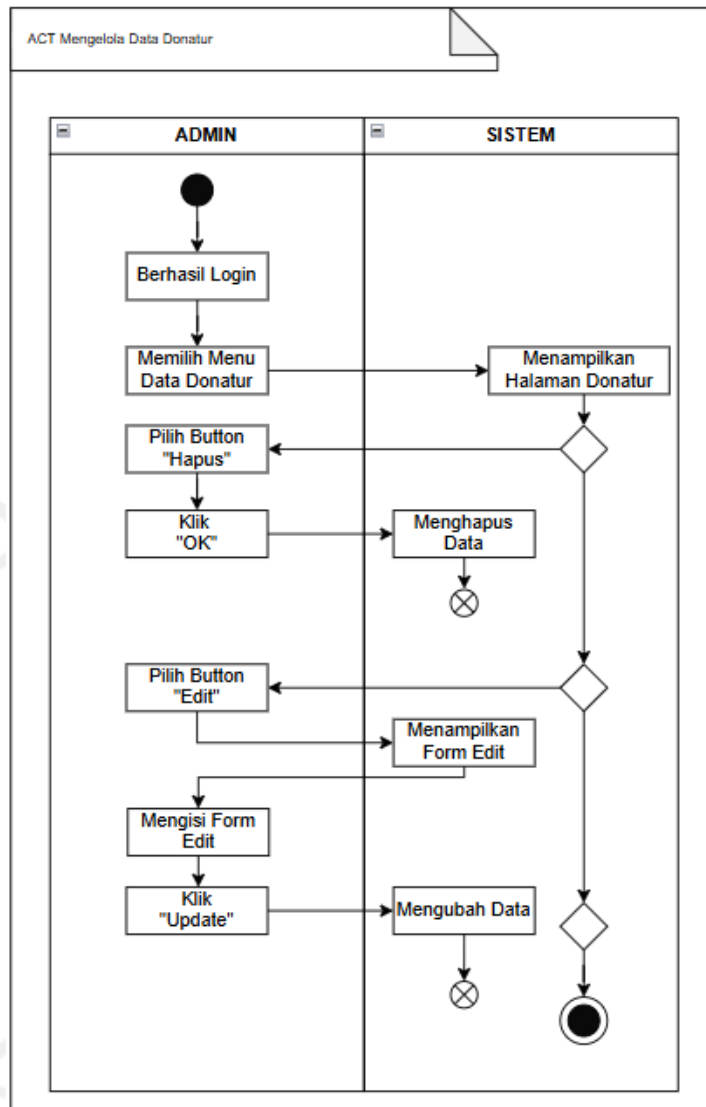 ACT Mengelola Data Donatur
ADMIN
SISTEM
Berhasil Login
Memilih Menu
Data Donatur
Menampilkan
Halaman Donatur
Pilih Button
"Hapus"
Klik
"OK"
Menghapus
Data
Pilih Button
"Edit"
Menampilkan
Form Edit
Mengisi Form
Edit
Klik
"Update"
Mengubah Data